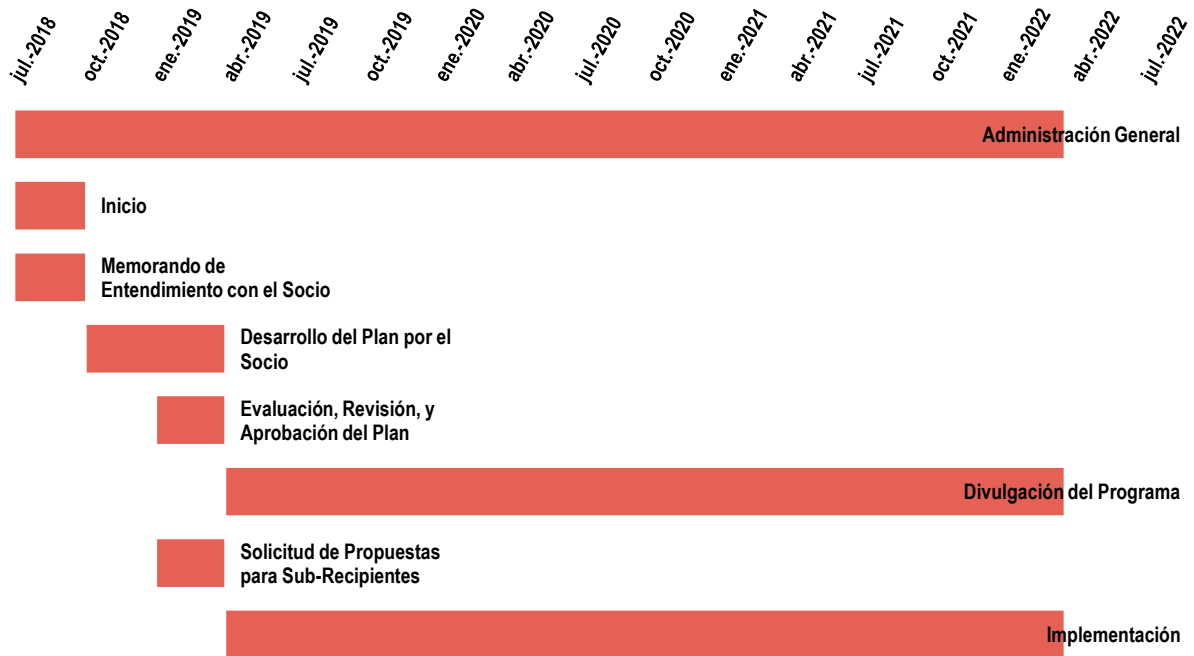 jul.-2018
oct.-2018
ene.-2019
abr.-2019
jul.-2019
oct.-2019
ene.-2020
abr.-2020
jul.-2020
oct.-2020
ene.-2021
abr.-2021
jul.-2021
oct.-2021
ene.-2022
abr.-2022
jul.-2022
Administración General
Inicio
Memorando de
Entendimiento con el Socio
Desarrollo del Plan por el
Socio
Evaluación, Revisión, y
Aprobación del Plan
Divulgación del Programa
Solicitud de Propuestas
para Sub-Recipientes
Implementación